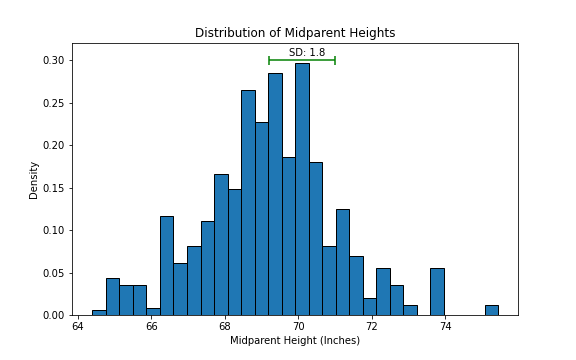 Distribution of Midparent Heights
SD: 1.8
0.30
0.25
0.20
0.15
0.10
0.05
0.00
Density
64 66 68 70 72 74
Midparent Height (Inches)